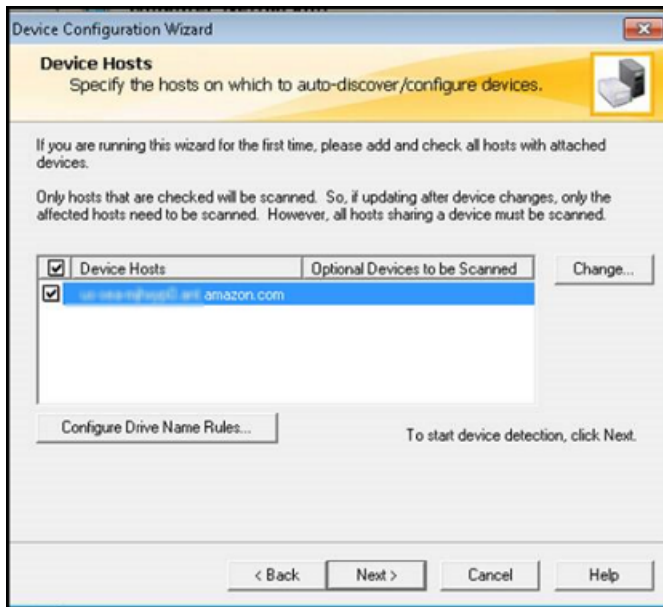 Device Configuration Wizard
Device Hosts
Specify the hosts on which to auto-discover/configure devices.
If you are running this wizard for the first time, please add and check all hosts with attached
devices.
Only hosts that are checked will be scanned. So, if updating after device changes, only the
affected hosts need to be scanned. However, all hosts sharing a device must be scanned.
Device Hosts Optional Devices to be Scanned
Change...
amazon.com
Configure Drive Name Rules...
To start device detection, click Next.
< Back Next > Cancel Help